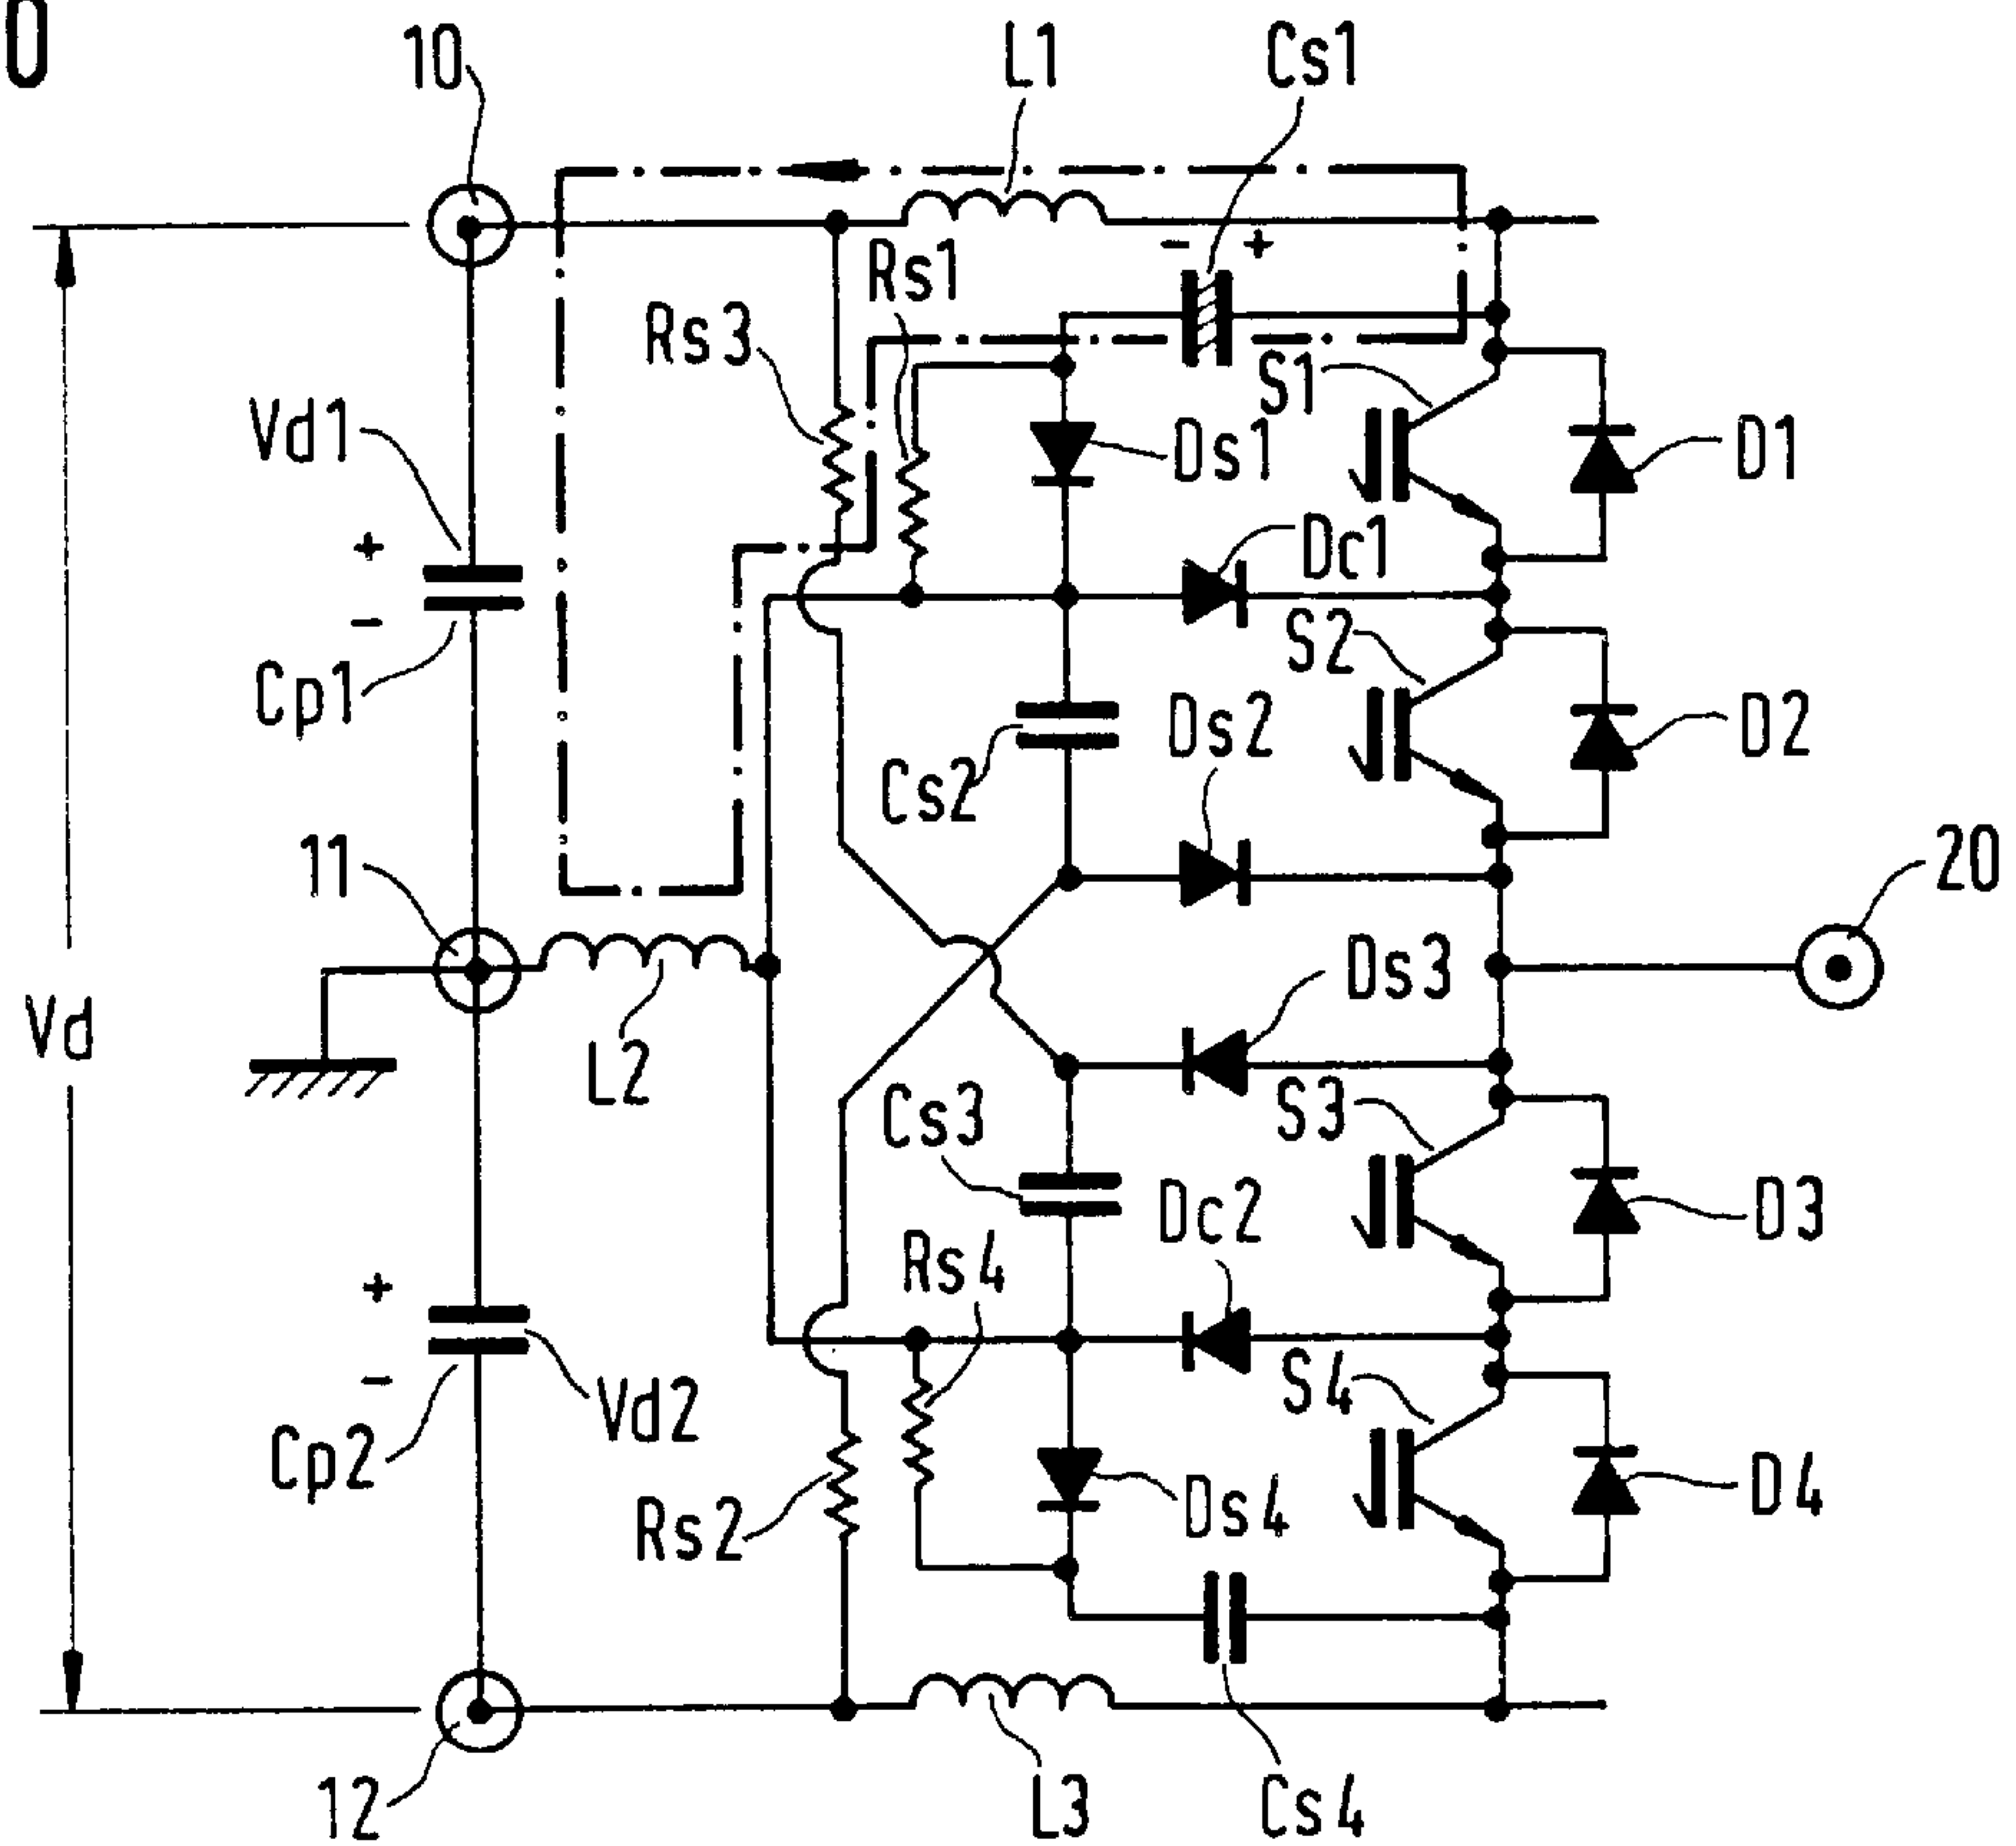 0
10
L1
Cs1
- +
Rs1
Rs3
S1
Vd1
Ds1
D1
+
Dc1
-
S2
Cp1
Ds2
D2
Cs2
11
20
Ds3
Vd
L2
Cs3
S3
Dc2
D3
Rs4
+
S4
-
Vd2
Cp2
Ds4
D4
Rs2
12
L3
Cs4